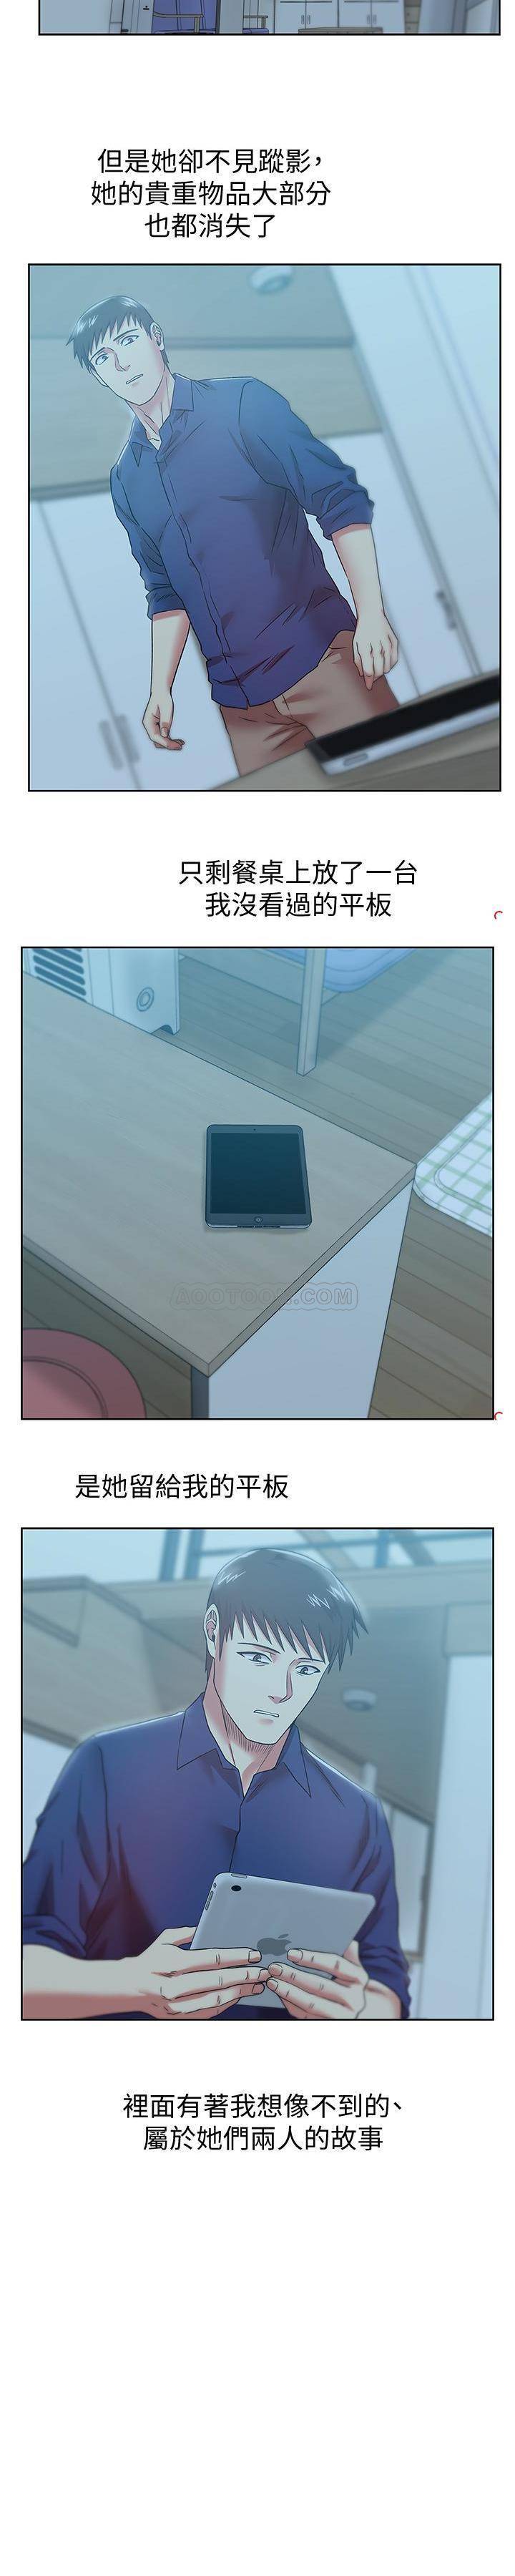 但是她卻不見蹤影，
她的貴重物品大部分
也都消失了
只剩餐桌上放了一台
我沒看過的平板
是她留給我的平板
裡面有著我想像不到的、
屬於她們兩人的故事